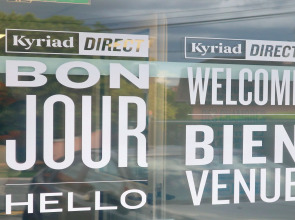 Kyriad DIRECT
BON
JOUR
HELLO
Kyriad DIRECT
WELCOM
BIEN
VENUE